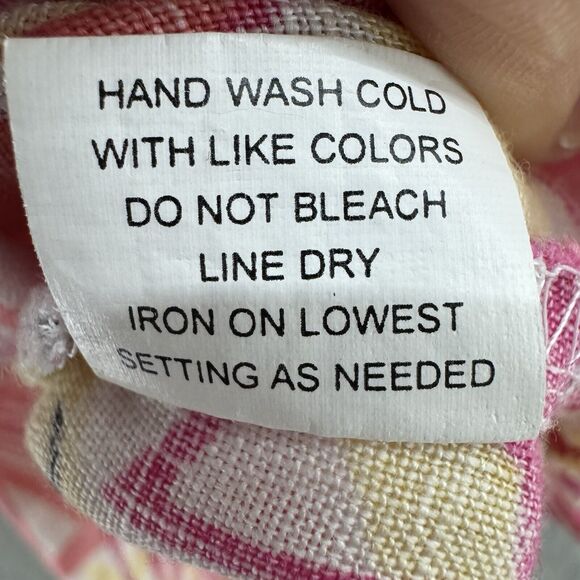 HAND WASH COLD
WITH LIKE COLORS
DO NOT BLEACH
LINE DRY
IRON ON LOWEST
SETTING AS NEEDED